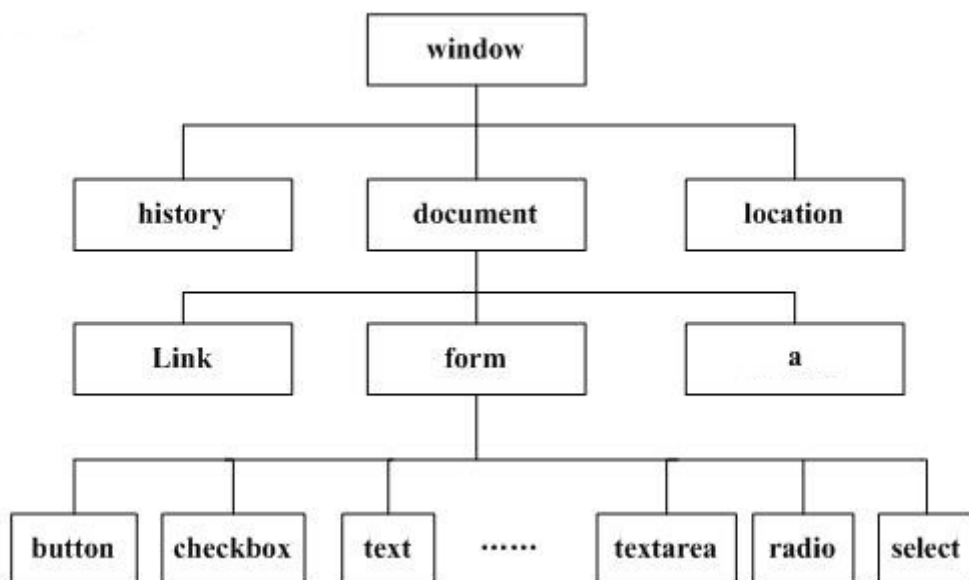 window
history document location
Link form a
button checkbox text ······ textarea radio select